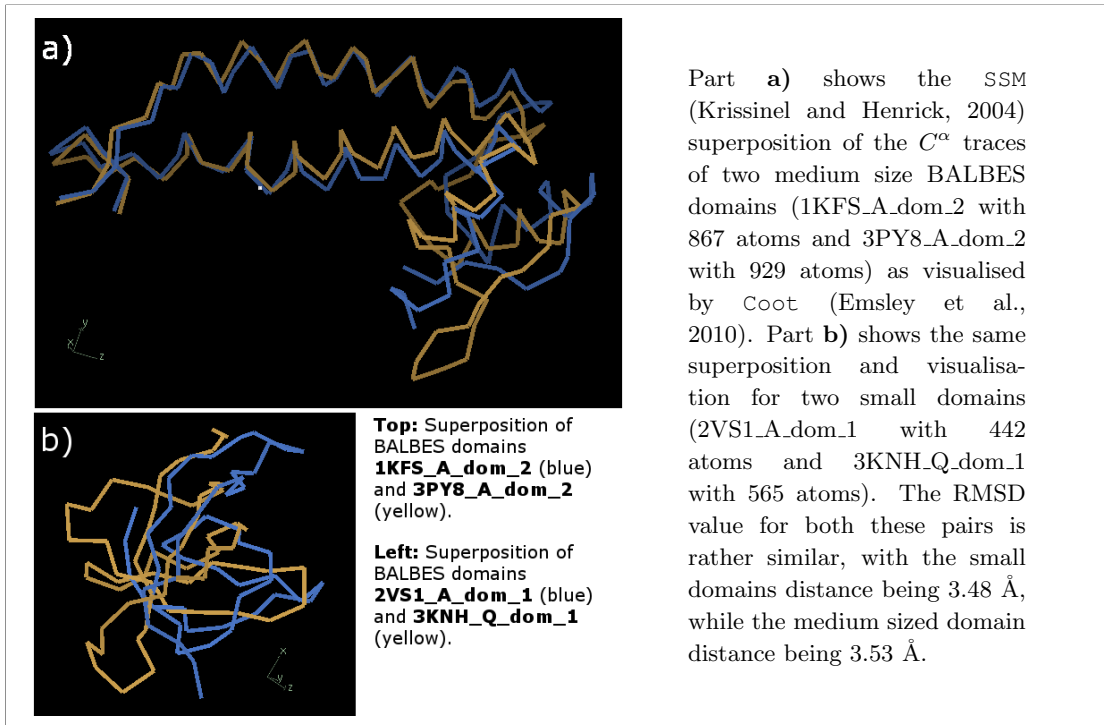 a)
y
x
z
b)
x
y
z
Top: Superposition of
BALBES domains
1KFS_A_dom_2 (blue)
and 3PY8_A_dom_2
(yellow).
Left: Superposition of
BALBES domains
2VS1_A_dom_1 (blue)
and 3KNH_Q_dom_1
(yellow).
Part a) shows the SSM
(Krissinel and Henrick, 2004)
superposition of the Cα traces
of two medium size BALBES
domains (1KFS_A_dom_2 with
867 atoms and 3PY8_A_dom_2
with 929 atoms) as visualised
by Coot (Emsley et al.,
2010). Part b) shows the same
superposition and visualisa-
tion for two small domains
(2VS1_A_dom_1 with 442
atoms and 3KNH_Q_dom_1
with 565 atoms). The RMSD
value for both these pairs is
rather similar, with the small
domains distance being 3.48 Å,
while the medium sized domain
distance being 3.53 Å.